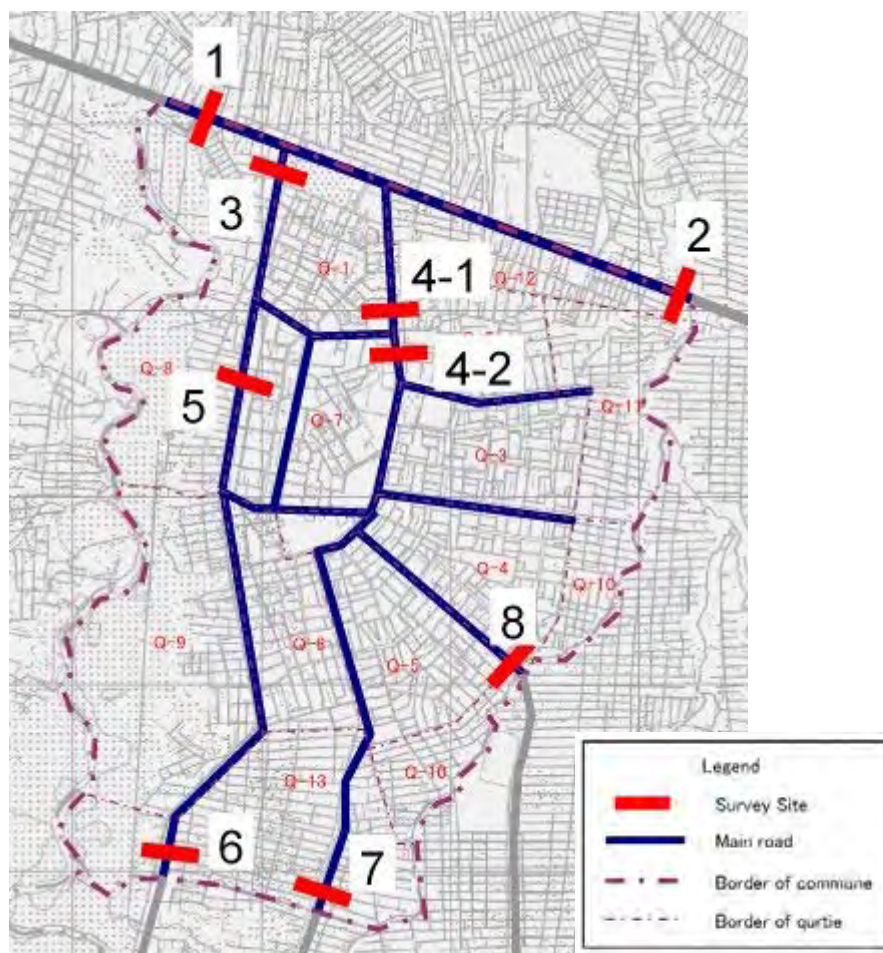 1
3
2
Q-1
4-1
Q-12
Q-8
5
4-2
Q-7
Q-11
Q-3
Q-4
Q-10
Q-9
Q-6
8
Q-5
Q-13
Q-10
6
7
Legend
Survey Site
Main road
Border of commune
Border of qurtie